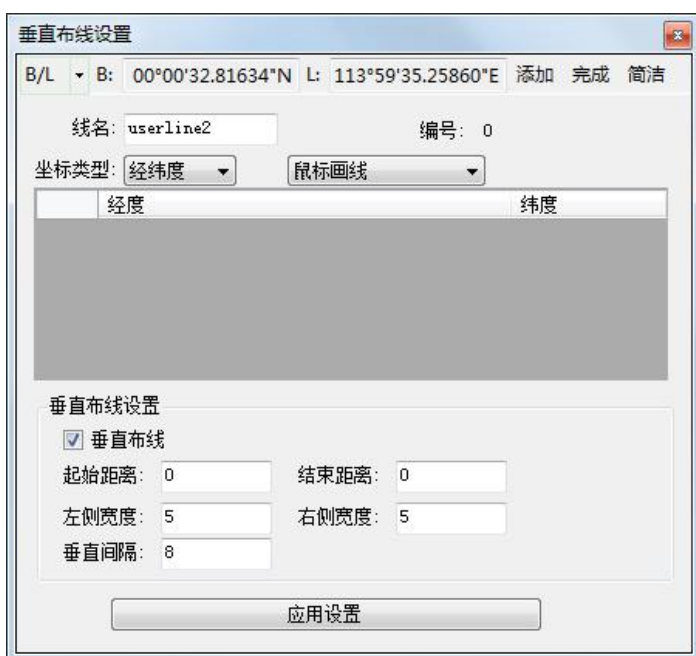 垂直布线设置
B/L B: 00°00'32.81634"N L: 113°59'35.25860"E 添加 完成 简洁
线名: userline2 编号: 0
坐标类型: 经纬度 鼠标画线
经度 纬度
垂直布线设置
垂直布线
起始距离: 0 结束距离: 0
左侧宽度: 5 右侧宽度: 5
垂直间隔: 8
应用设置